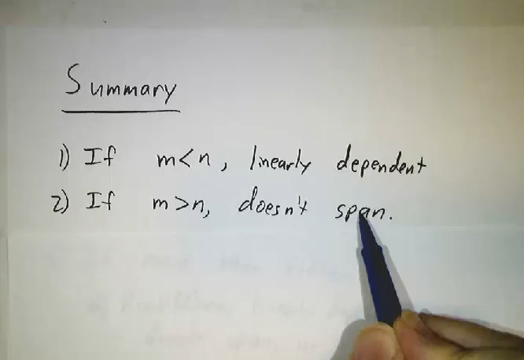 Summary
1) If m<n, linearly dependent
2) If m>n, doesn't span.